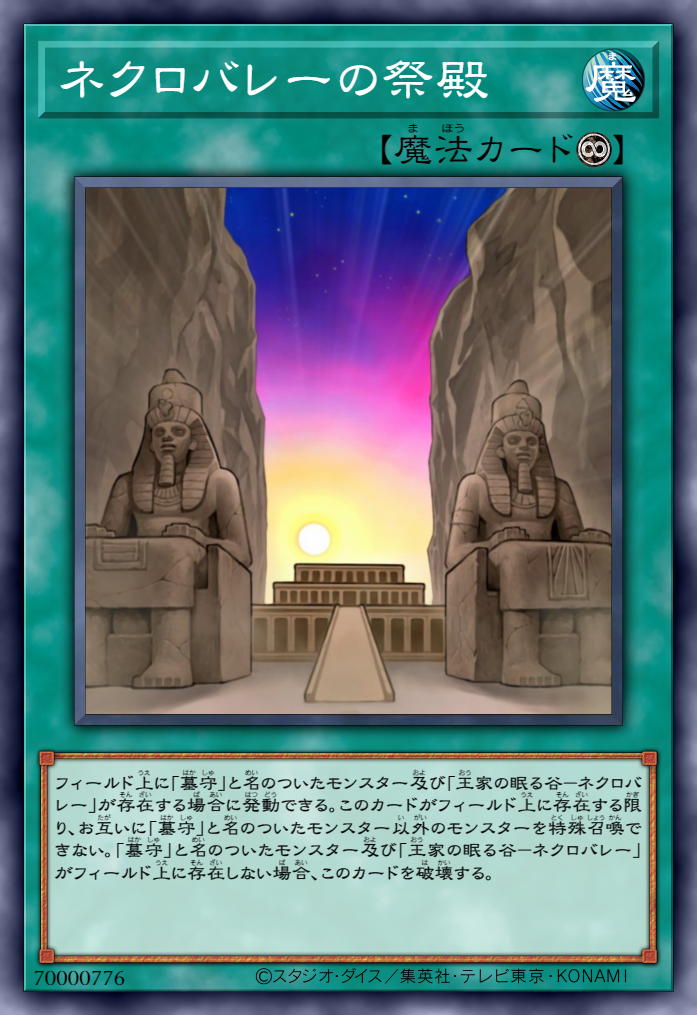 ネクロバレーの祭殿
魔
【魔法カード】
フィールド上に「墓守」と名のついたモンスター及び「王家の眠る谷－ネクロバ
レー」が存在する場合に発動できる。このカードがフィールド上に存在する限
り、お互いに「墓守」と名のついたモンスター以外のモンスターを特殊召喚で
きない。「墓守」と名のついたモンスター及び「王家の眠る谷－ネクロバレー」
がフィールド上に存在しない場合、このカードを破壊する。
70000776
©スタジオ・ダイス／集英社・テレビ東京・KONAMI